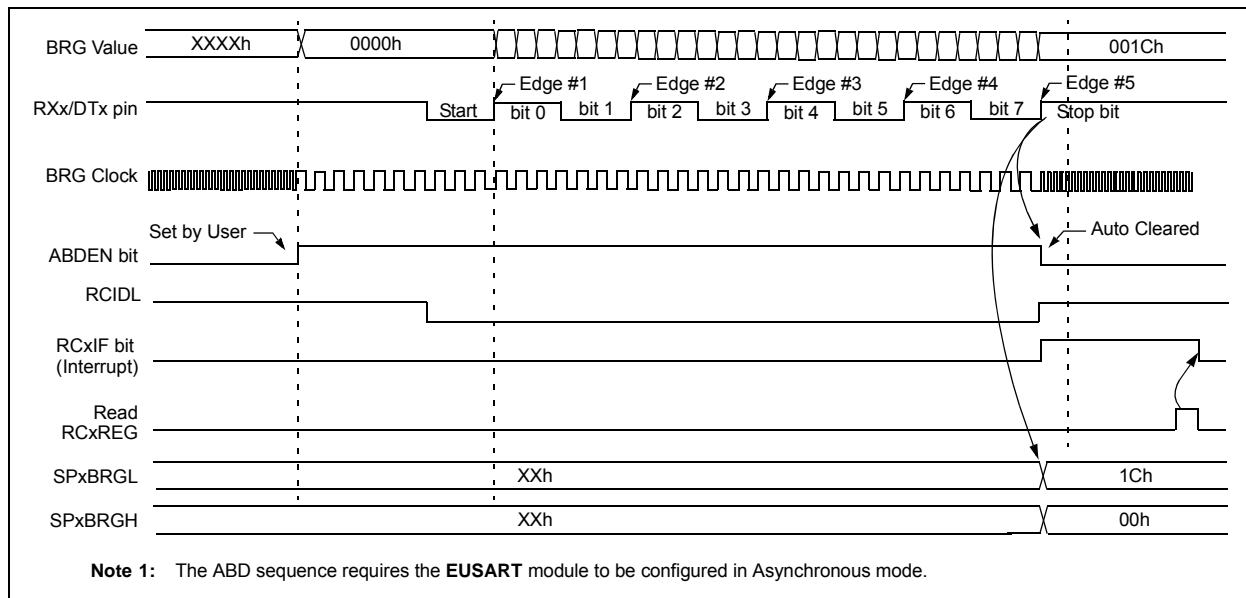 BRG Value XXXXh 0000h 001Ch
Edge #1 Edge #2 Edge #3 Edge #4 Edge #5
RXx/DTx pin Start bit 0 bit 1 bit 2 bit 3 bit 4 bit 5 bit 6 bit 7 Stop bit
BRG Clock
Set by User Auto Cleared
ABDEN bit
RCIDL
RCxIF bit
(Interrupt)
Read
RCxREG
SPxBRGL XXh 1Ch
SPxBRGH XXh 00h
Note 1: The ABD sequence requires the EUSART module to be configured in Asynchronous mode.